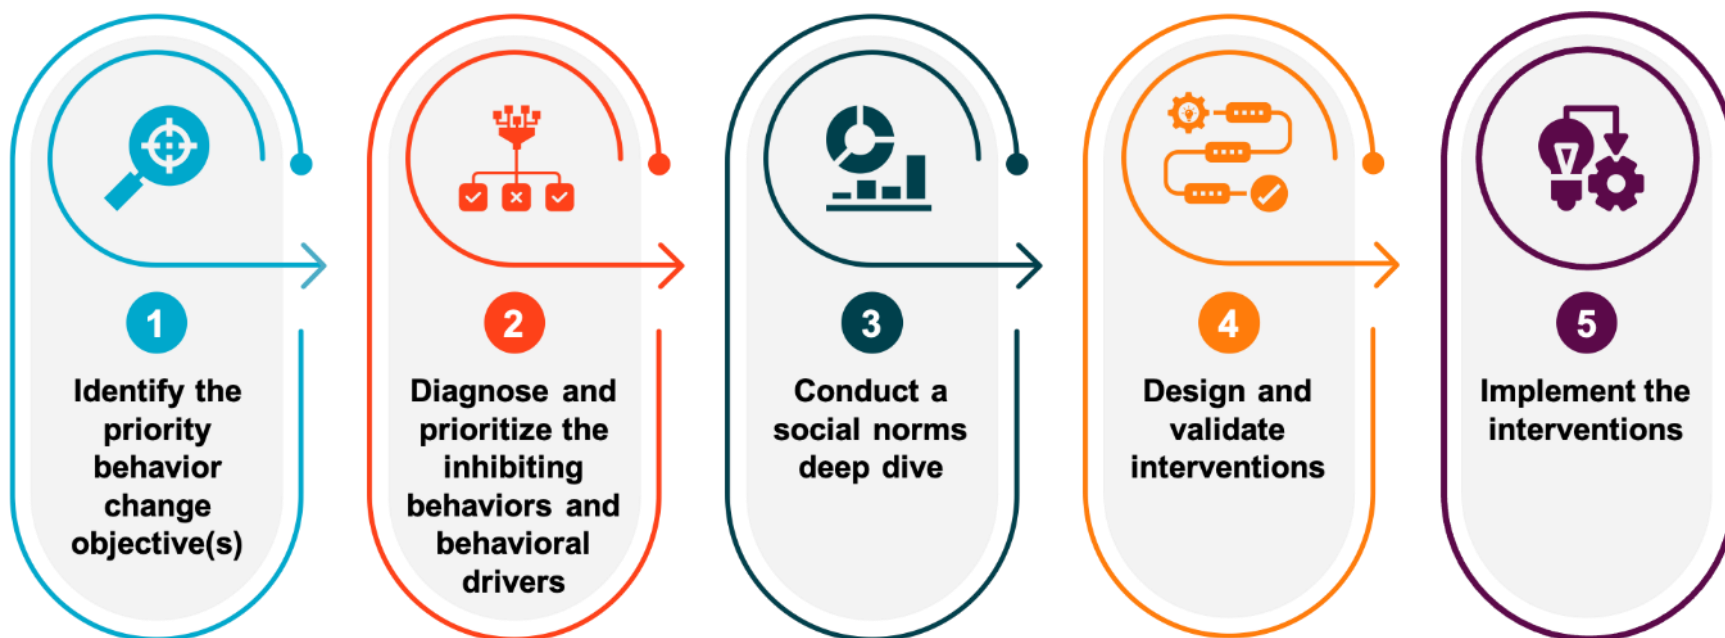 1
Identify the
priority
behavior
change
objective(s)
2
Diagnose and
prioritize the
inhibiting
behaviors and
behavioral
drivers
3
Conduct a
social norms
deep dive
4
Design and
validate
interventions
5
Implement the
interventions